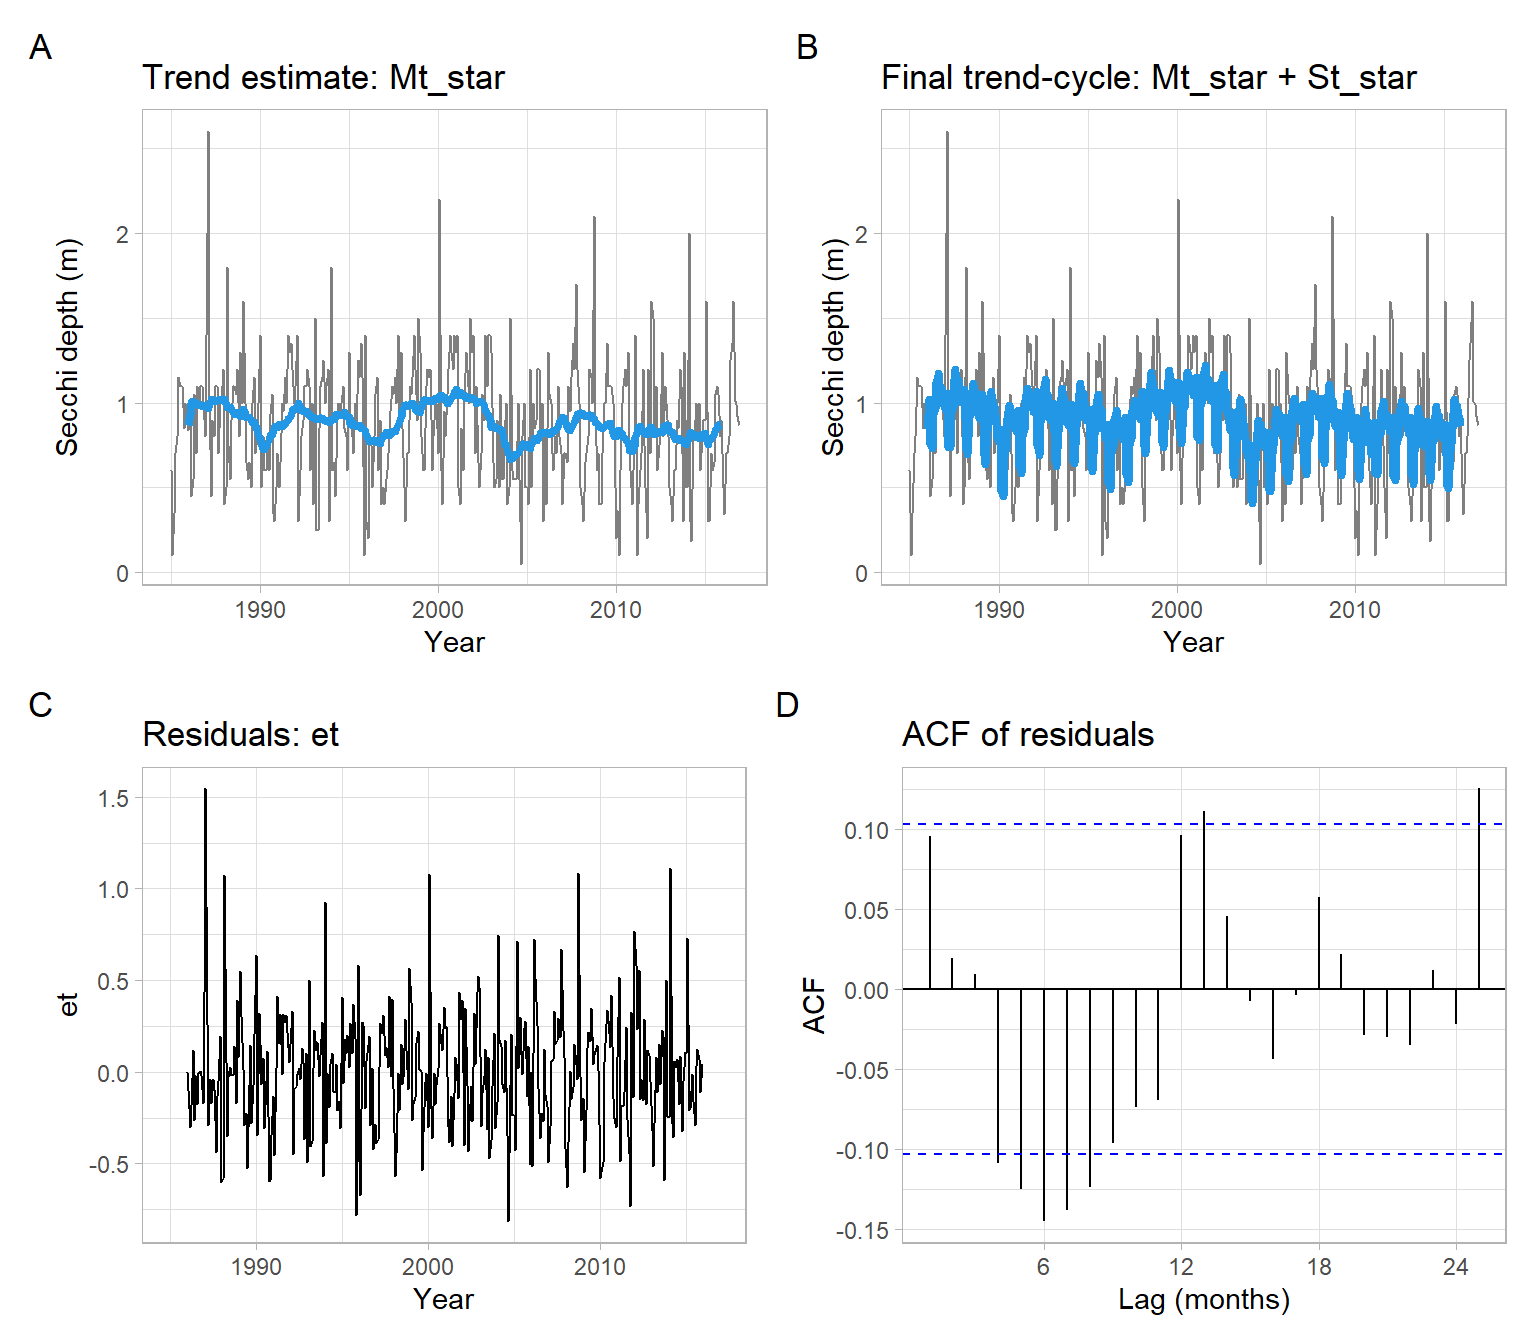 A
Trend estimate: Mt_star
Secchi depth (m)
2
1
0
1990 2000 2010
Year
B
Final trend-cycle: Mt_star + St_star
Secchi depth (m)
2
1
0
1990 2000 2010
Year
C
Residuals: et
et
1.5
1.0
0.5
0.0
-0.5
1990 2000 2010
Year
D
ACF of residuals
ACF
0.10
0.05
0.00
-0.05
-0.10
-0.15
6 12 18 24
Lag (months)